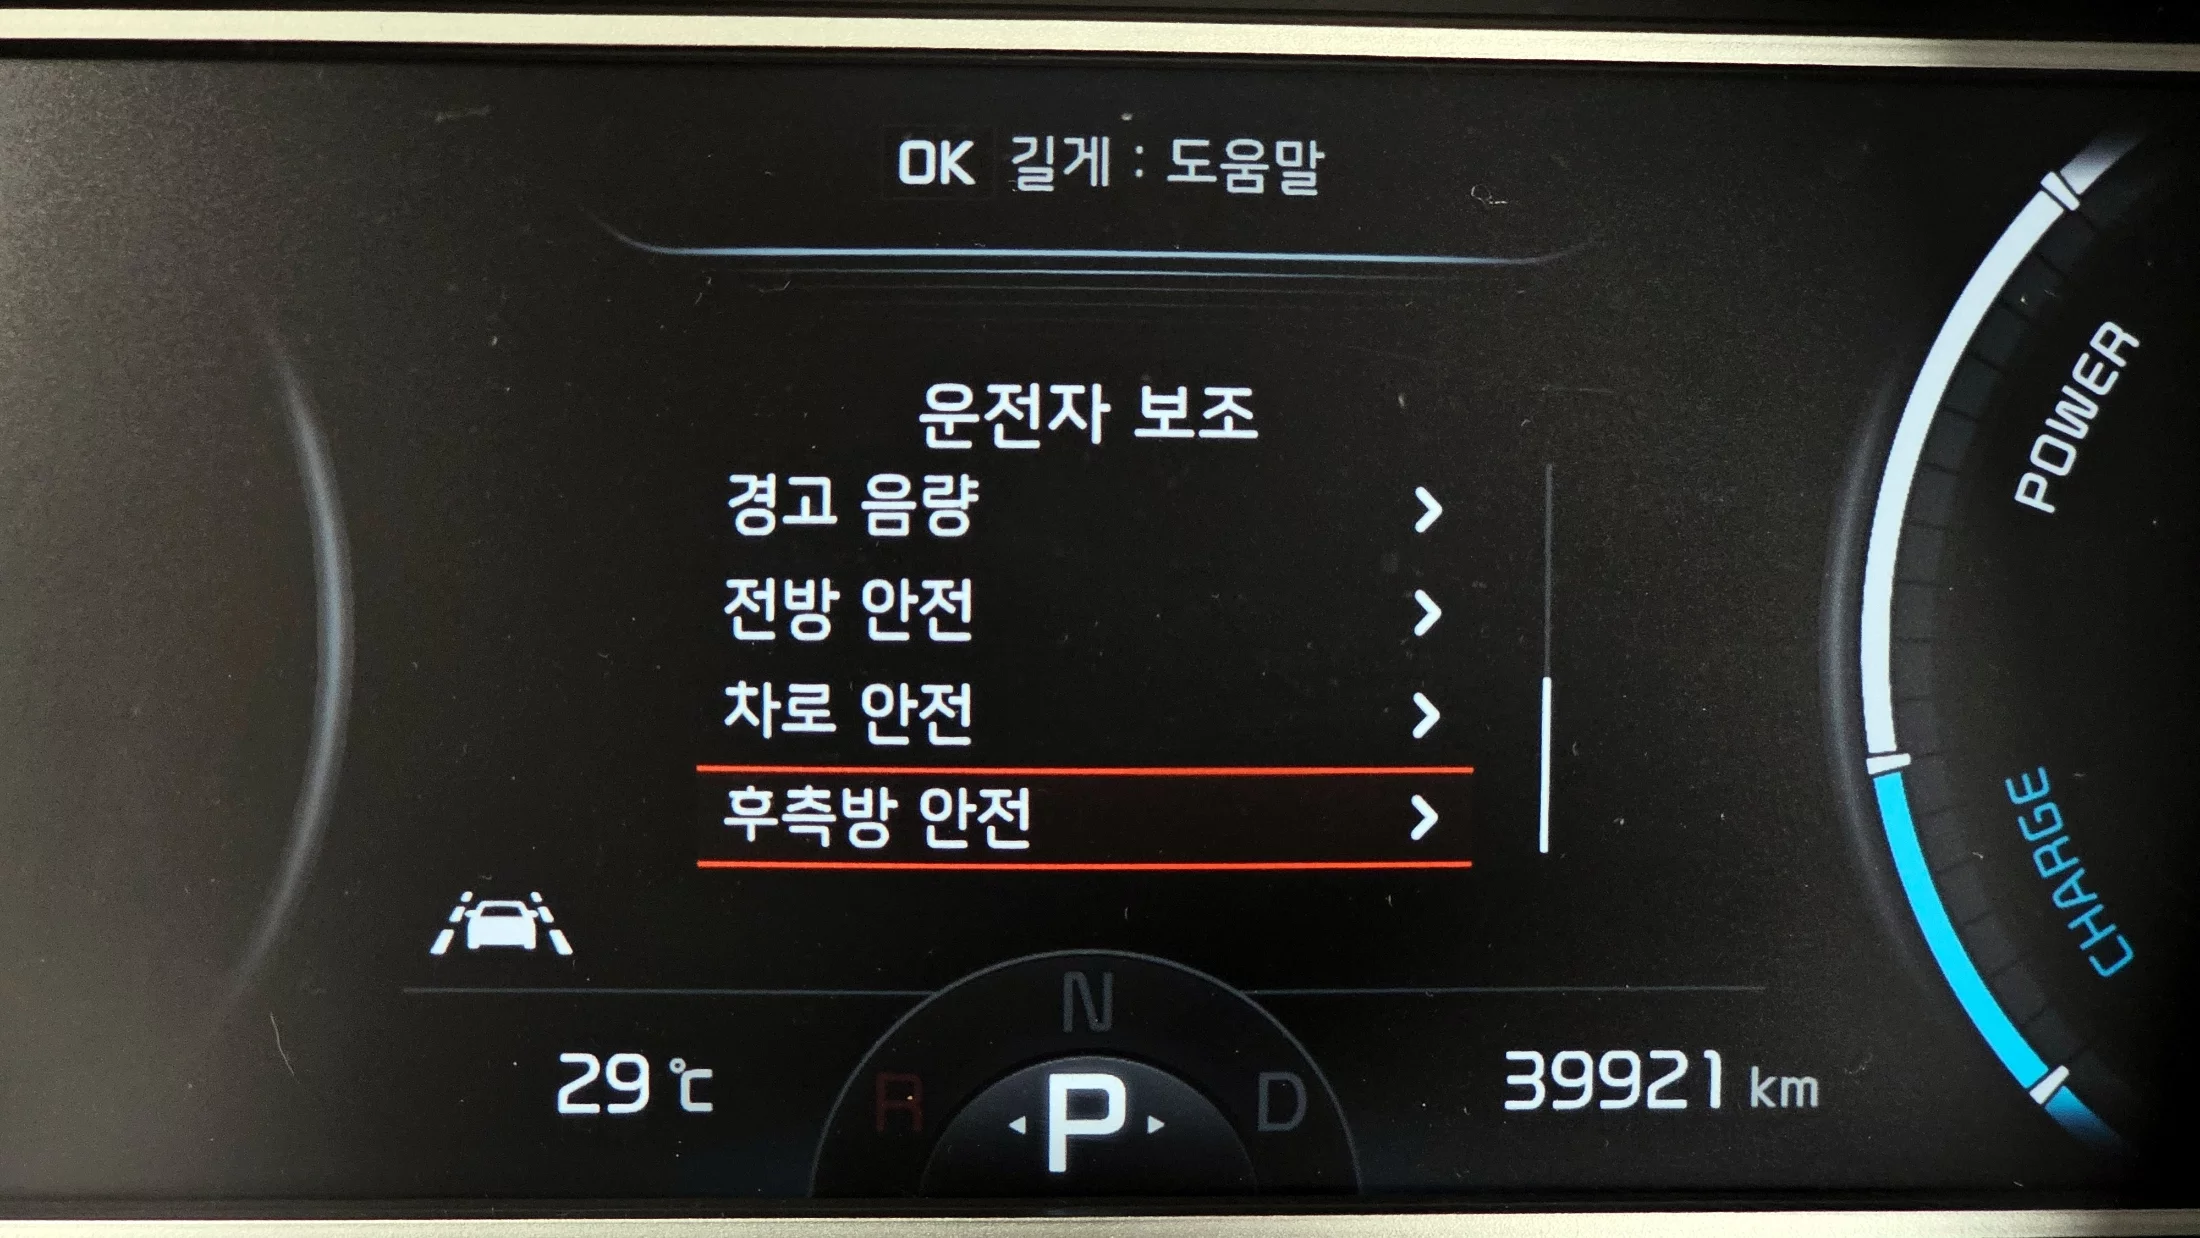 OK 길게 : 도움말
운전자 보조
경고 음량
전방 안전
차로 안전
후측방 안전
POWER
CHARGE
N
29 ℃
R
P
D
39921 km